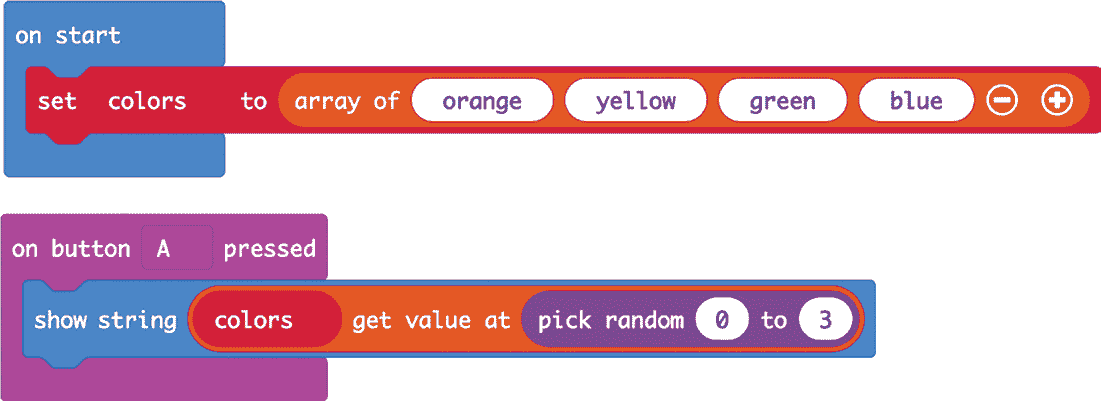 on start
set colors to array of orange yellow green blue
on button A pressed
show string colors get value at pick random 0 to 3